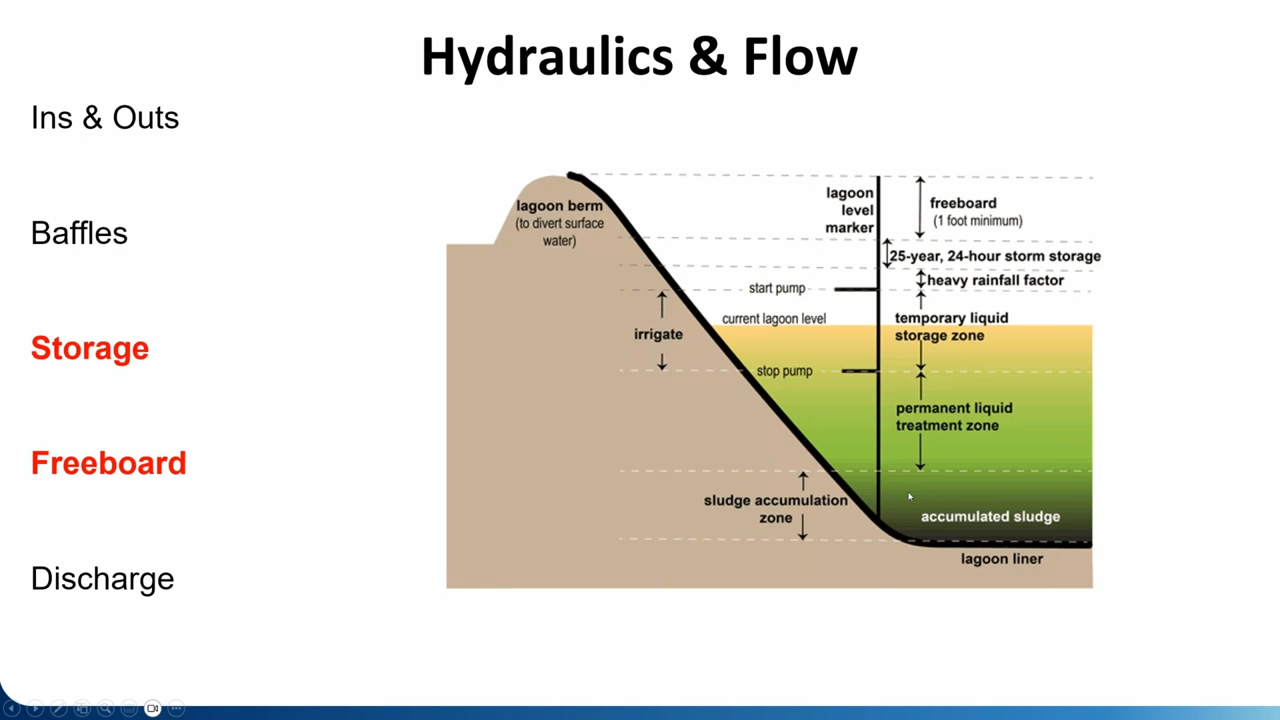 Hydraulics & Flow
Ins & Outs
Baffles
Storage
Freeboard
Discharge
lagoon berm
(to divert surface
water)
lagoon
level
marker
freeboard
(1 foot minimum)
25-year, 24-hour storm storage
heavy rainfall factor
start pump
current lagoon level
temporary liquid
storage zone
irrigate
stop pump
permanent liquid
treatment zone
sludge accumulation
zone
accumulated sludge
lagoon liner